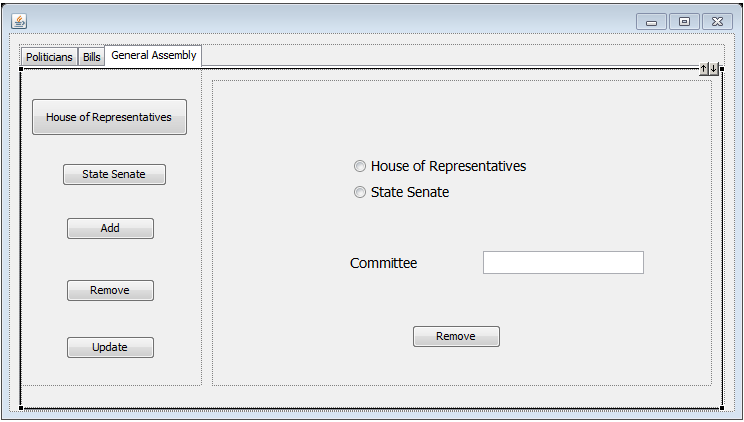 Politicians Bills General Assembly
House of Representatives
State Senate
Add
Remove
Update
House of Representatives
State Senate
Committee
Remove